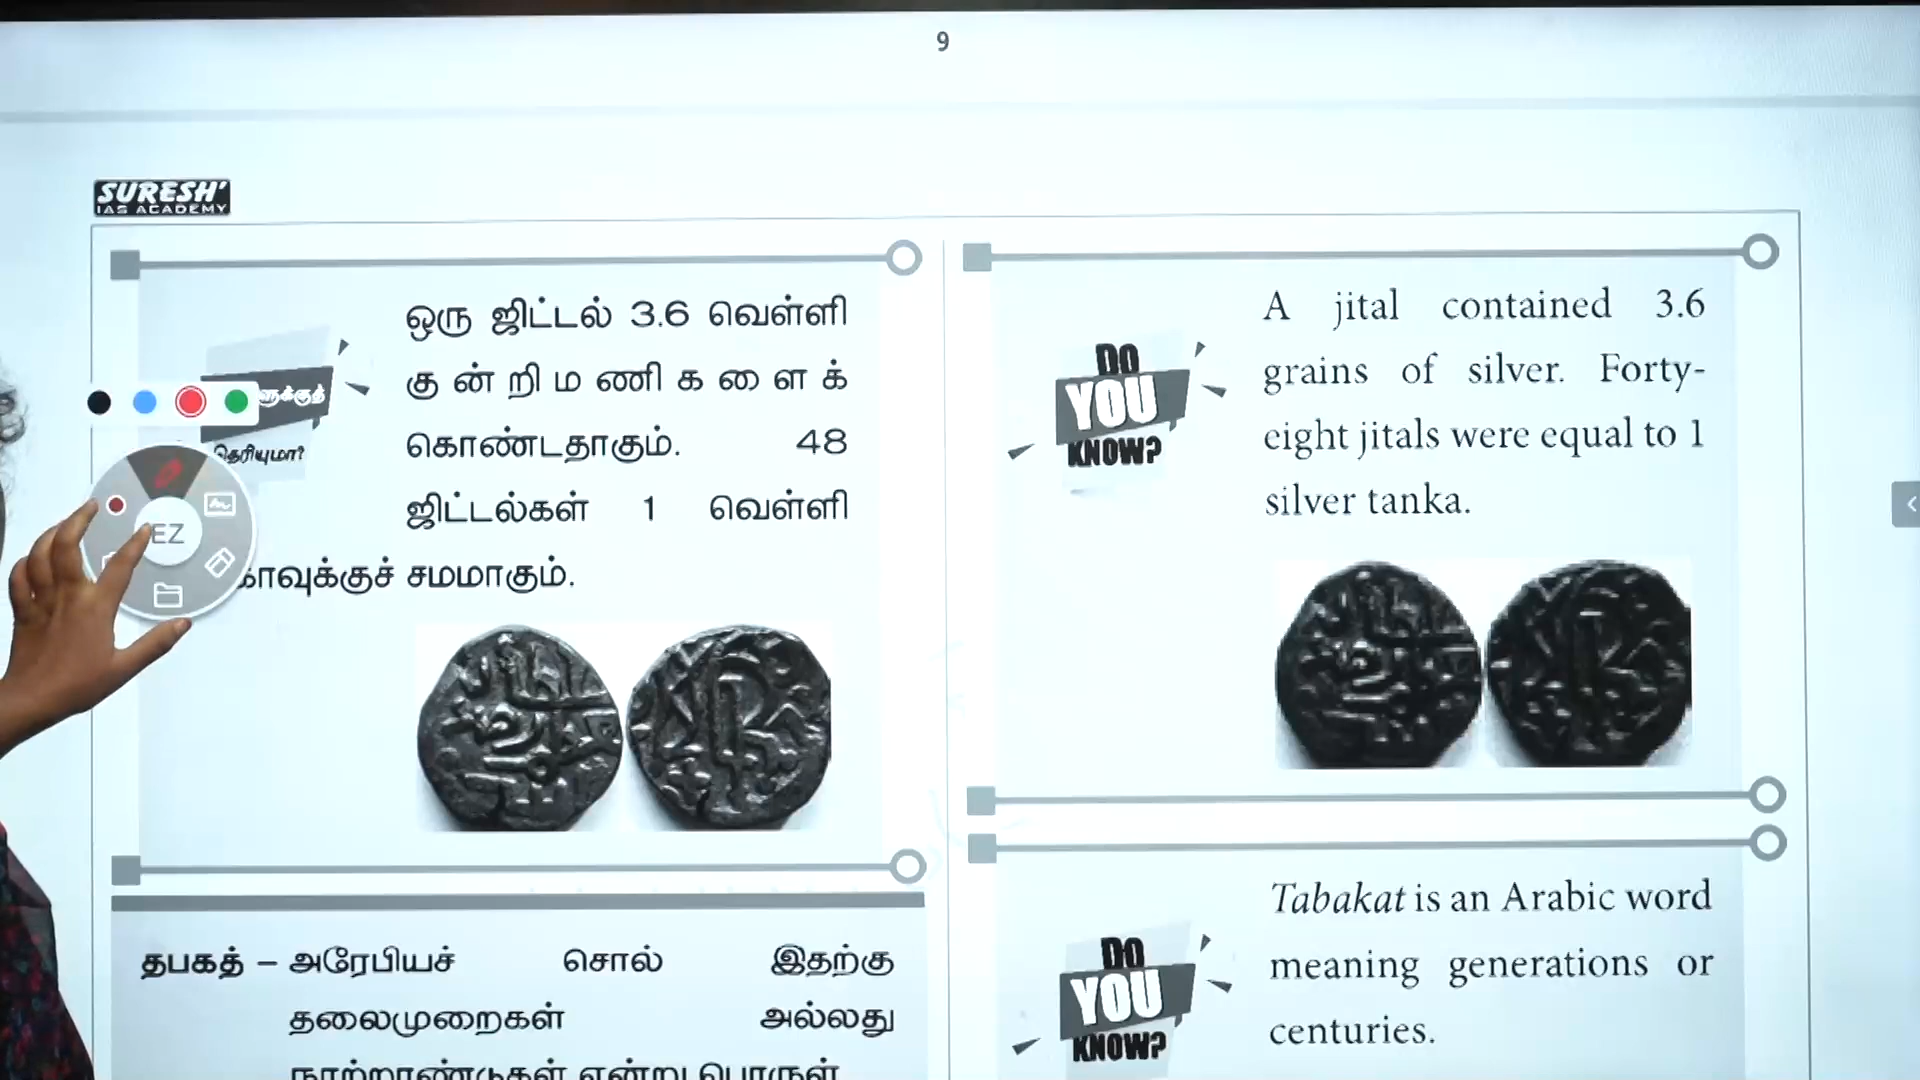 9
SURESH'
IAS ACADEMY
ஒரு ஜிட்டல் 3.6 வெள்ளி
குன்றிமணிகளைக்
கொண்டதாகும். 48
ஜிட்டல்கள் 1 வெள்ளி
காவுக்குச் சமமாகும்.
ளுக்குத்
தெரியுமா?
EZ
தபகத் – அரேபியச் சொல் இதற்கு
தலைமுறைகள் அல்லது
நூற்றாண்டுகள் என்று பொருள்
A jital contained 3.6
grains of silver. Forty-
eight jitals were equal to 1
silver tanka.
DO
YOU
KNOW?
Tabakat is an Arabic word
meaning generations or
centuries.
DO
YOU
KNOW?